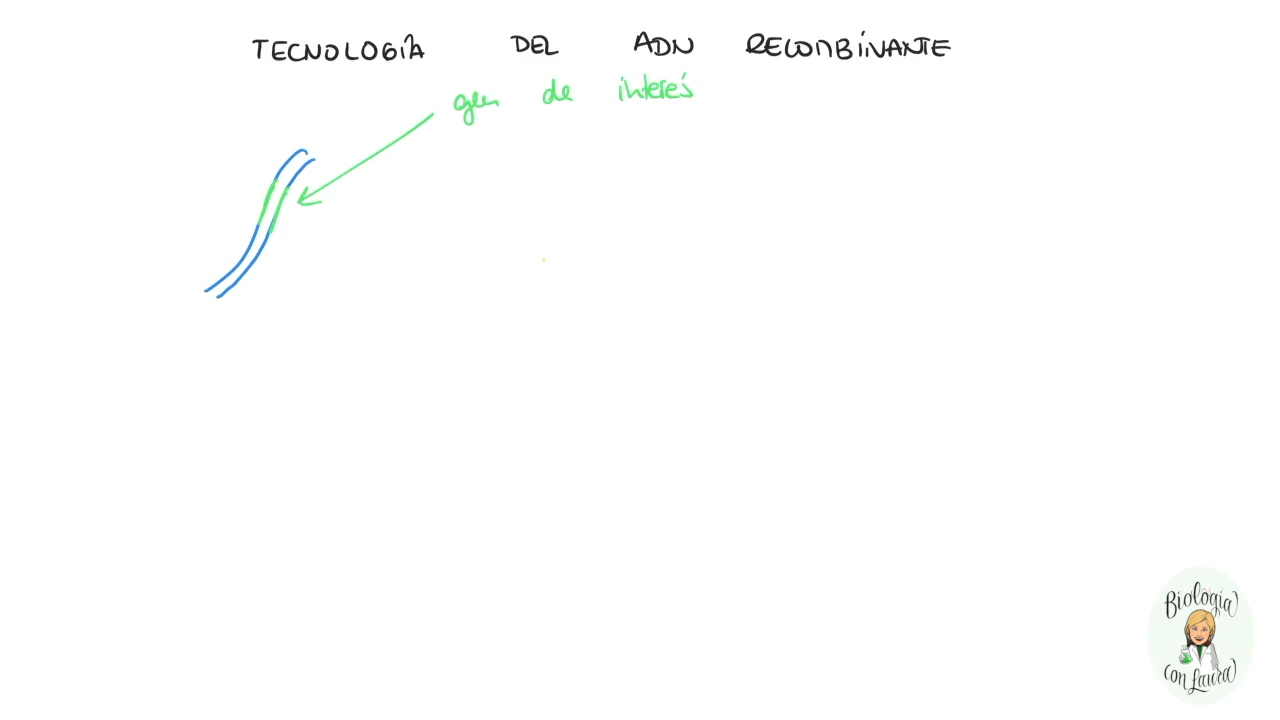 TECNOLOGÍA DEL ADN RECOMBINANTE
gen de interés
Biología
con Laura